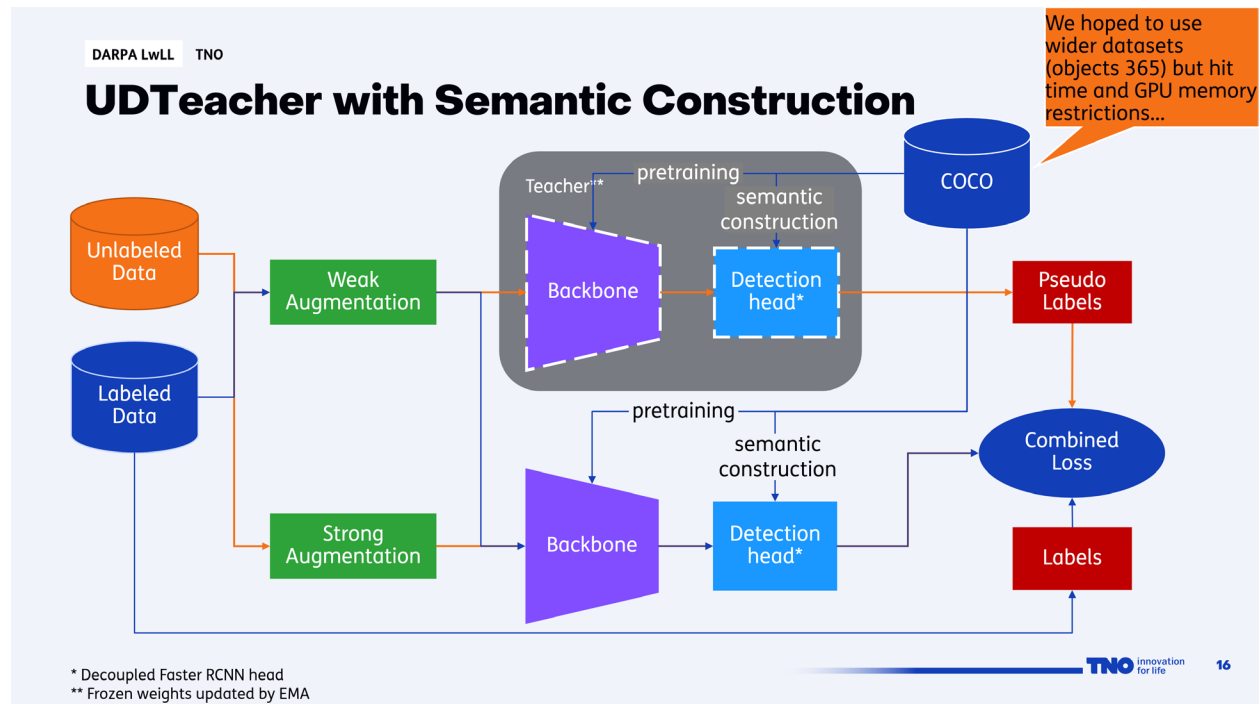 DARPA LwLL TNO
UDTeacher with Semantic Construction
We hoped to use
wider datasets
(objects 365) but hit
time and GPU memory
restrictions...
COCO
Teacher**
pretraining
semantic
construction
Unlabeled
Data
Weak
Augmentation
Backbone
Detection
head*
Pseudo
Labels
Labeled
Data
pretraining
semantic
construction
Combined
Loss
Strong
Augmentation
Backbone
Detection
head*
Labels
* Decoupled Faster RCNN head
** Frozen weights updated by EMA
TNO innovation
for life
16